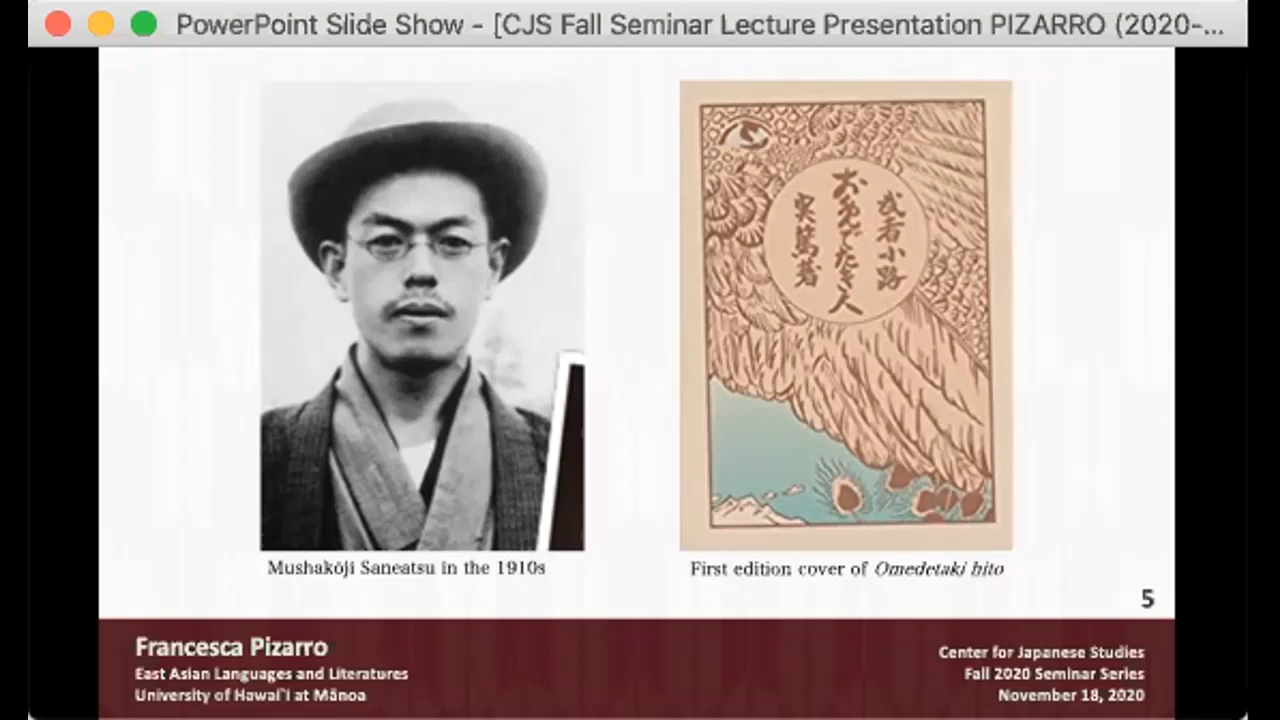 PowerPoint Slide Show - [CJS Fall Seminar Lecture Presentation PIZARRO (2020-...
武者小路
お目でたき人
実篤著
Mushakōji Saneatsu in the 1910s
First edition cover of Omedetaki hito
5
Francesca Pizarro
East Asian Languages and Literatures
University of Hawai`i at Mānoa
Center for Japanese Studies
Fall 2020 Seminar Series
November 18, 2020